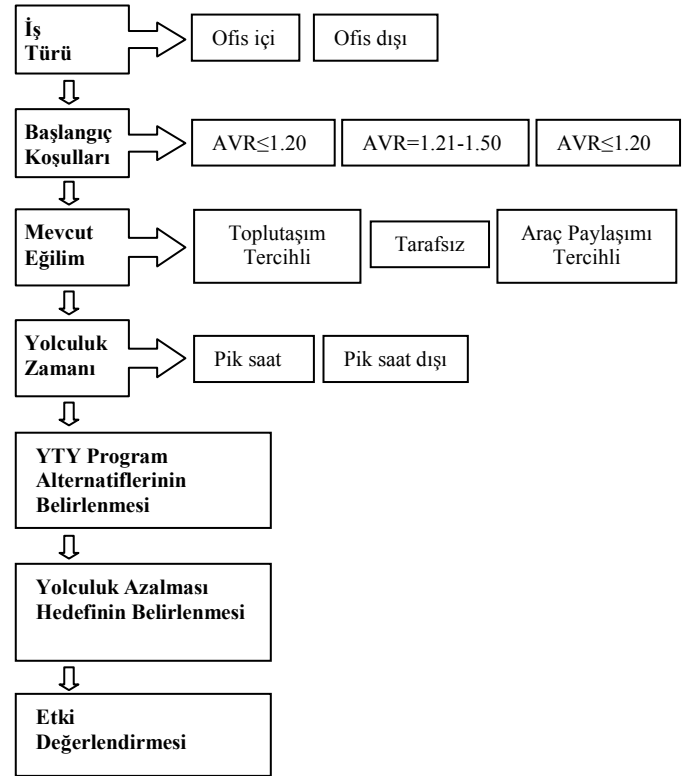 İş
Türü
Ofis içi
Ofis dışı
Başlangıç
Koşulları
AVR≤1.20
AVR=1.21-1.50
AVR≤1.20
Mevcut
Eğilim
Toplutaşım
Tercihli
Tarafsız
Araç Paylaşımı
Tercihli
Yolculuk
Zamanı
Pik saat
Pik saat dışı
YTY Program
Alternatiflerinin
Belirlenmesi
Yolculuk Azalması
Hedefinin Belirlenmesi
Etki
Değerlendirmesi